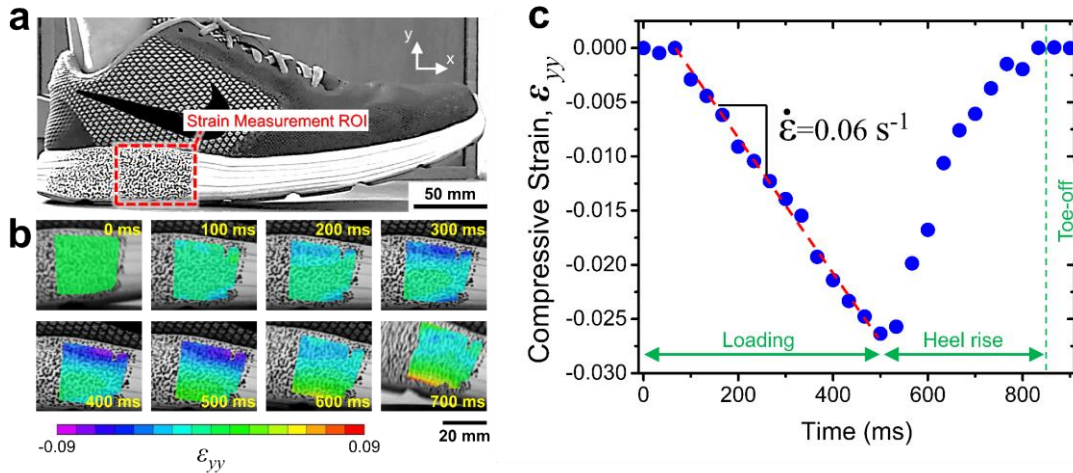 a
y
x
Strain Measurement ROI
50 mm
b
0 ms
100 ms
200 ms
300 ms
400 ms
500 ms
600 ms
700 ms
-0.09
0.09
εyy
20 mm
c
Compressive Strain, εyy
0.000
-0.005
-0.010
-0.015
-0.020
-0.025
-0.030
ε̇=0.06 s⁻¹
Loading
Heel rise
Toe-off
0
200
400
600
800
Time (ms)